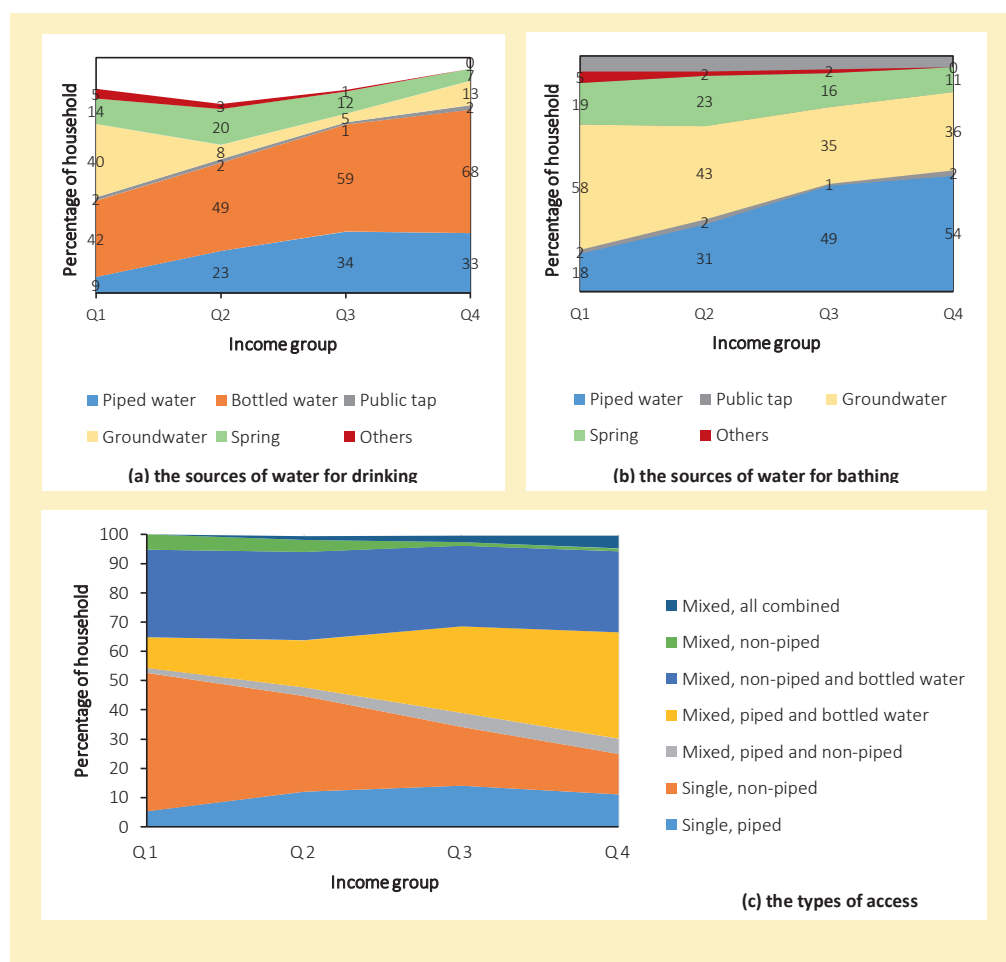 Percentage of household
5
14
40
2
42
9
3
20
8
2
49
23
1
12
5
1
59
34
0
7
13
2
68
33
Q1 Q2 Q3 Q4
Income group
Piped water Bottled water Public tap
Groundwater Spring Others
(a) the sources of water for drinking
Percentage of household
5
19
58
2
18
2
23
43
2
31
2
16
35
1
49
0
11
36
2
54
Q1 Q2 Q3 Q4
Income group
Piped water Public tap Groundwater
Spring Others
(b) the sources of water for bathing
Percentage of household
100
90
80
70
60
50
40
30
20
10
0
Q1 Q2 Q3 Q4
Income group
Mixed, all combined
Mixed, non-piped
Mixed, non-piped and bottled water
Mixed, piped and bottled water
Mixed, piped and non-piped
Single, non-piped
Single, piped
(c) the types of access